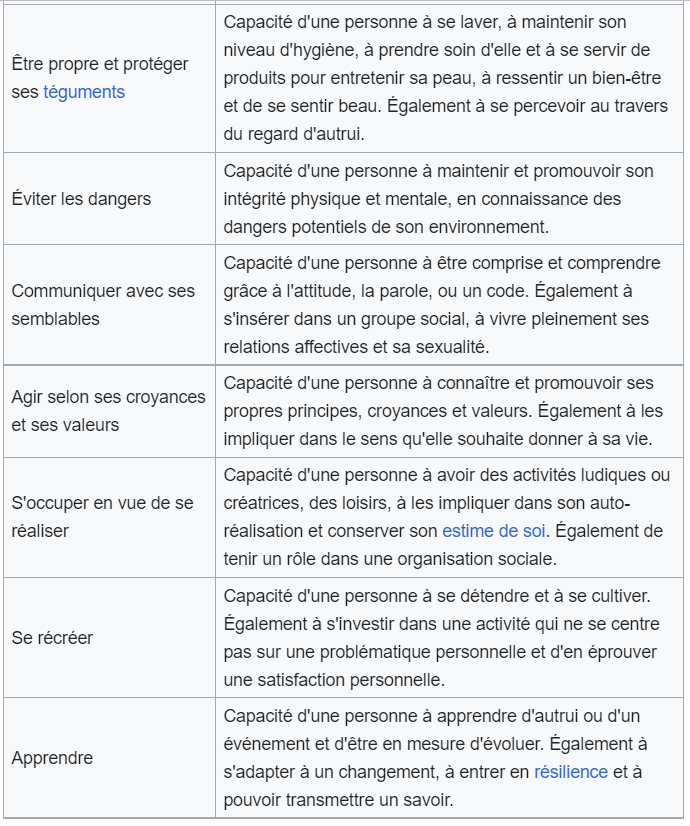 Être propre et protéger
ses téguments
Capacité d'une personne à se laver, à maintenir son
niveau d'hygiène, à prendre soin d'elle et à se servir de
produits pour entretenir sa peau, à ressentir un bien-être
et de se sentir beau. Également à se percevoir au travers
du regard d'autrui.
Éviter les dangers
Capacité d'une personne à maintenir et promouvoir son
intégrité physique et mentale, en connaissance des
dangers potentiels de son environnement.
Communiquer avec ses
semblables
Capacité d'une personne à être comprise et comprendre
grâce à l'attitude, la parole, ou un code. Également à
s'insérer dans un groupe social, à vivre pleinement ses
relations affectives et sa sexualité.
Agir selon ses croyances
et ses valeurs
Capacité d'une personne à connaître et promouvoir ses
propres principes, croyances et valeurs. Également à les
impliquer dans le sens qu'elle souhaite donner à sa vie.
S'occuper en vue de se
réaliser
Capacité d'une personne à avoir des activités ludiques ou
créatrices, des loisirs, à les impliquer dans son auto-
réalisation et conserver son estime de soi. Également de
tenir un rôle dans une organisation sociale.
Se récréer
Capacité d'une personne à se détendre et à se cultiver.
Également à s'investir dans une activité qui ne se centre
pas sur une problématique personnelle et d'en éprouver
une satisfaction personnelle.
Apprendre
Capacité d'une personne à apprendre d'autrui ou d'un
événement et d'être en mesure d'évoluer. Également à
s'adapter à un changement, à entrer en résilience et à
pouvoir transmettre un savoir.